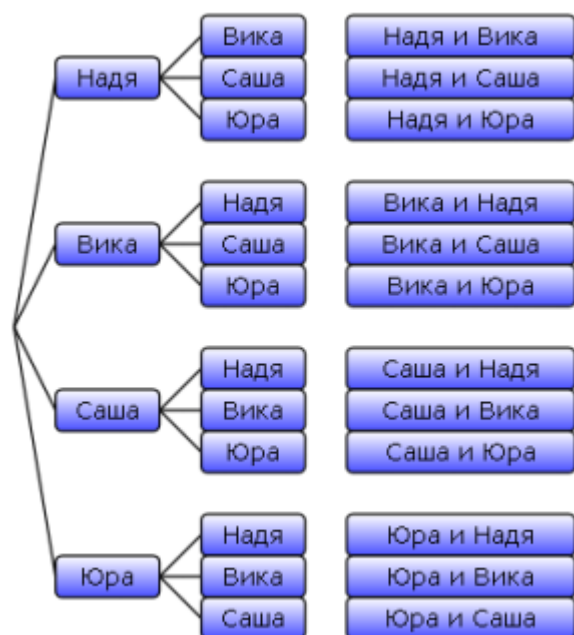 Вика Надя и Вика
Надя Саша Надя и Саша
Юра Надя и Юра
Надя Вика и Надя
Вика Саша Вика и Саша
Юра Вика и Юра
Надя Саша и Надя
Саша Вика Саша и Вика
Юра Саша и Юра
Надя Юра и Надя
Юра Вика Юра и Вика
Саша Юра и Саша